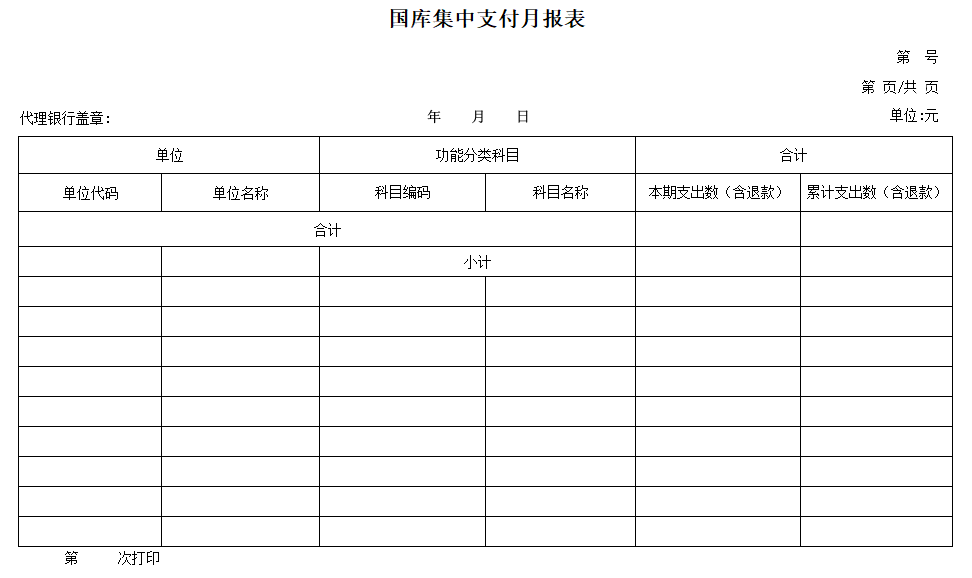 国库集中支付月报表
第 号
第 页/共 页
代理银行盖章： 年 月 日 单位:元
单位 功能分类科目 合计
单位代码 单位名称 科目编码 科目名称 本期支出数（含退款） 累计支出数（含退款）
合计
小计
第 次打印